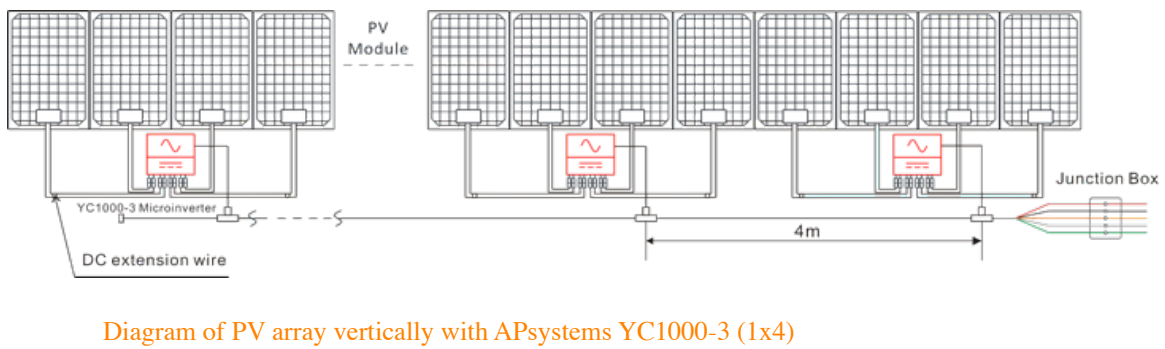 PV
Module
Junction Box
YC1000-3 Microinverter
4m
DC extension wire
Diagram of PV array vertically with APsystems YC1000-3 (1x4)